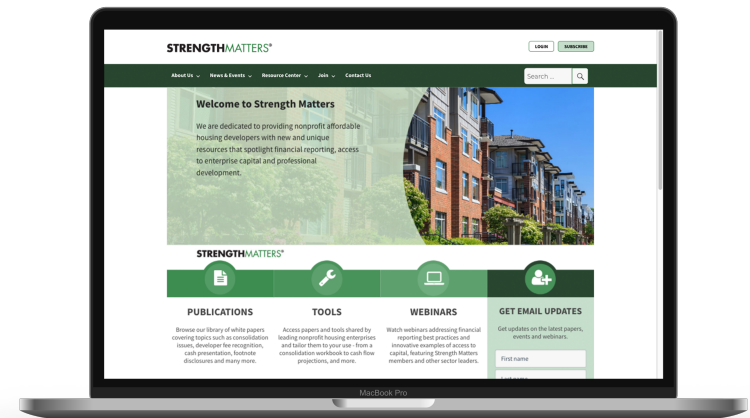 STRENGTHMATTERS®
LOGIN
SUBSCRIBE
About Us
News & Events
Resource Center
Join
Contact Us
Search ...
Welcome to Strength Matters
We are dedicated to providing nonprofit affordable
housing developers with new and unique
resources that spotlight financial reporting, access
to enterprise capital and professional
development.
STRENGTHMATTERS®
PUBLICATIONS
Browse our library of white papers
covering topics such as consolidation
issues, developer fee recognition,
cash presentation, footnote
disclosures and many more.
TOOLS
Access papers and tools shared by
leading nonprofit housing enterprises
and tailor them to your use - from a
consolidation workbook to cash flow
projections, and more.
WEBINARS
Watch webinars addressing financial
reporting best practices and
innovative examples of access to
capital, featuring Strength Matters
members and other sector leaders.
GET EMAIL UPDATES
Get updates on the latest papers,
events and webinars.
First name
Last name
MacBook Pro